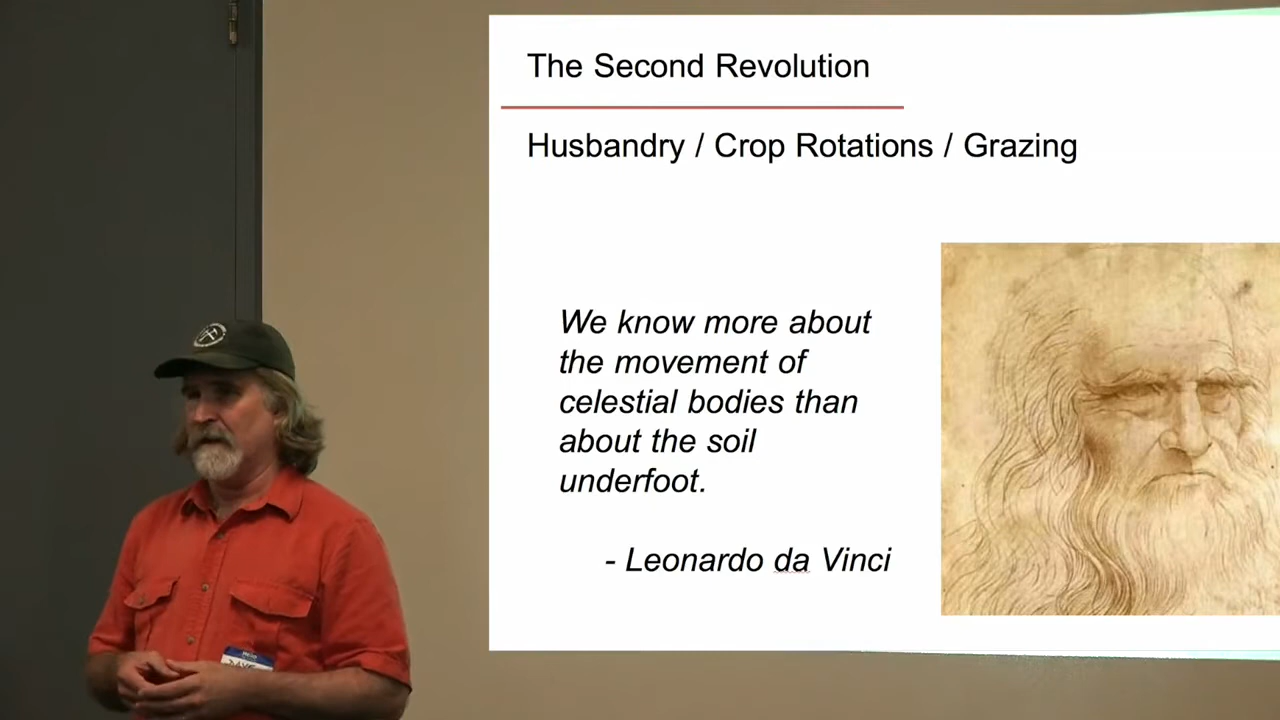 The Second Revolution
Husbandry / Crop Rotations / Grazing
We know more about
the movement of
celestial bodies than
about the soil
underfoot.
- Leonardo da Vinci
Hello